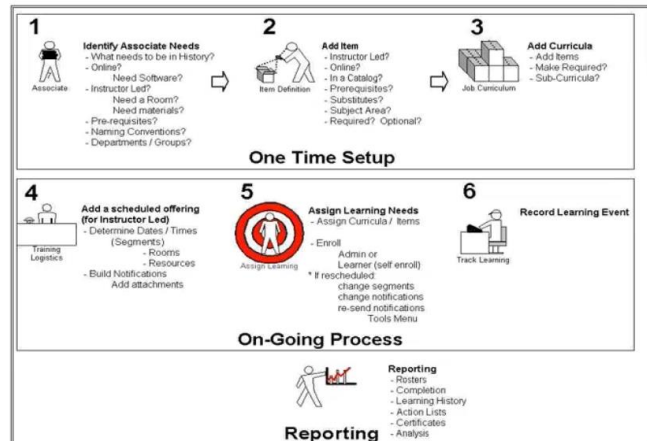 1
Associate
Identify Associate Needs
- What needs to be in History?
- Online?
Need Software?
- Instructor Led?
Need a Room?
Need materials?
- Pre-requisites?
- Naming Conventions?
- Departments / Groups?
2
Item Definition
Add Item
- Instructor Led?
- Online?
- In a Catalog?
- Prerequisites?
- Substitutes?
- Subject Area?
- Required? Optional?
3
Job Curriculum
Add Curricula
- Add Items
- Make Required?
- Sub-Curricula?
One Time Setup
4
Training
Logistics
Add a scheduled offering
(for Instructor Led)
- Determine Dates / Times
(Segments)
- Rooms
- Resources
- Build Notifications
Add attachments
5
Assign Learning
Assign Learning Needs
- Assign Curricula / Items
- Enroll
Admin or
Learner (self enroll)
* If rescheduled:
change segments
change notifications
re-send notifications
Tools Menu
6
Track Learning
Record Learning Event
On-Going Process
Reporting
- Rosters
- Completion
- Learning History
- Action Lists
- Certificates
- Analysis
Reporting